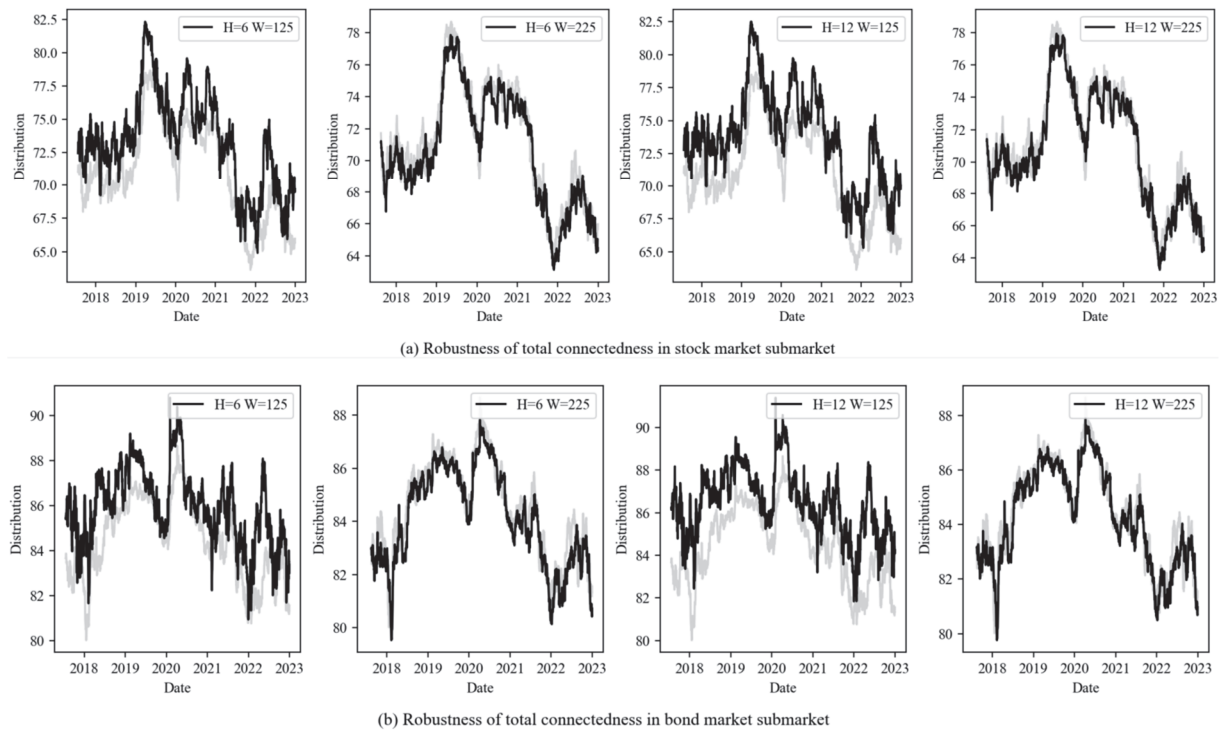 H=6 W=125
H=6 W=225
H=12 W=125
H=12 W=225
Distribution
82.5
80.0
77.5
75.0
72.5
70.0
67.5
65.0
2018 2019 2020 2021 2022 2023
Date
Distribution
78
76
74
72
70
68
66
64
2018 2019 2020 2021 2022 2023
Date
Distribution
82.5
80.0
77.5
75.0
72.5
70.0
67.5
65.0
2018 2019 2020 2021 2022 2023
Date
Distribution
78
76
74
72
70
68
66
64
2018 2019 2020 2021 2022 2023
Date
(a) Robustness of total connectedness in stock market submarket
H=6 W=125
H=6 W=225
H=12 W=125
H=12 W=225
Distribution
90
88
86
84
82
80
2018 2019 2020 2021 2022 2023
Date
Distribution
88
86
84
82
80
2018 2019 2020 2021 2022 2023
Date
Distribution
90
88
86
84
82
80
2018 2019 2020 2021 2022 2023
Date
Distribution
88
86
84
82
80
2018 2019 2020 2021 2022 2023
Date
(b) Robustness of total connectedness in bond market submarket